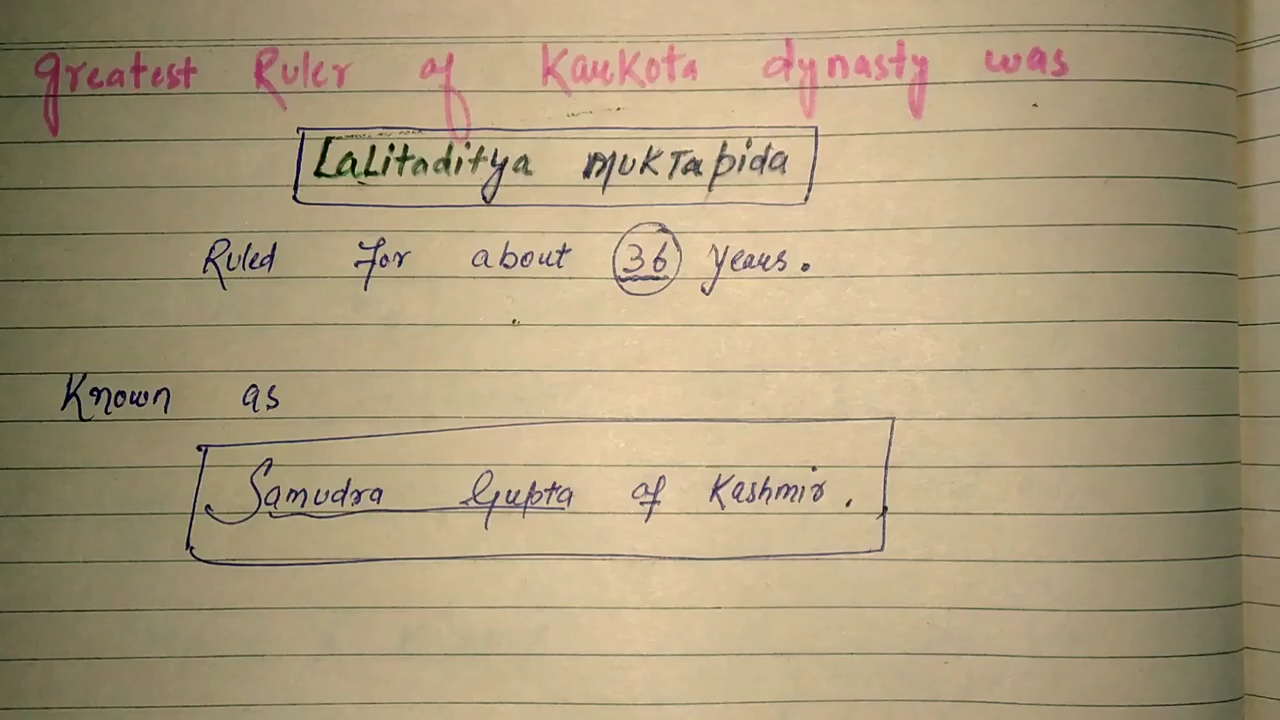 greatest Ruler of Karkota dynasty was
Lalitaditya muktapida
Ruled for about 36 years.
Known as
Samudra Gupta of Kashmir.